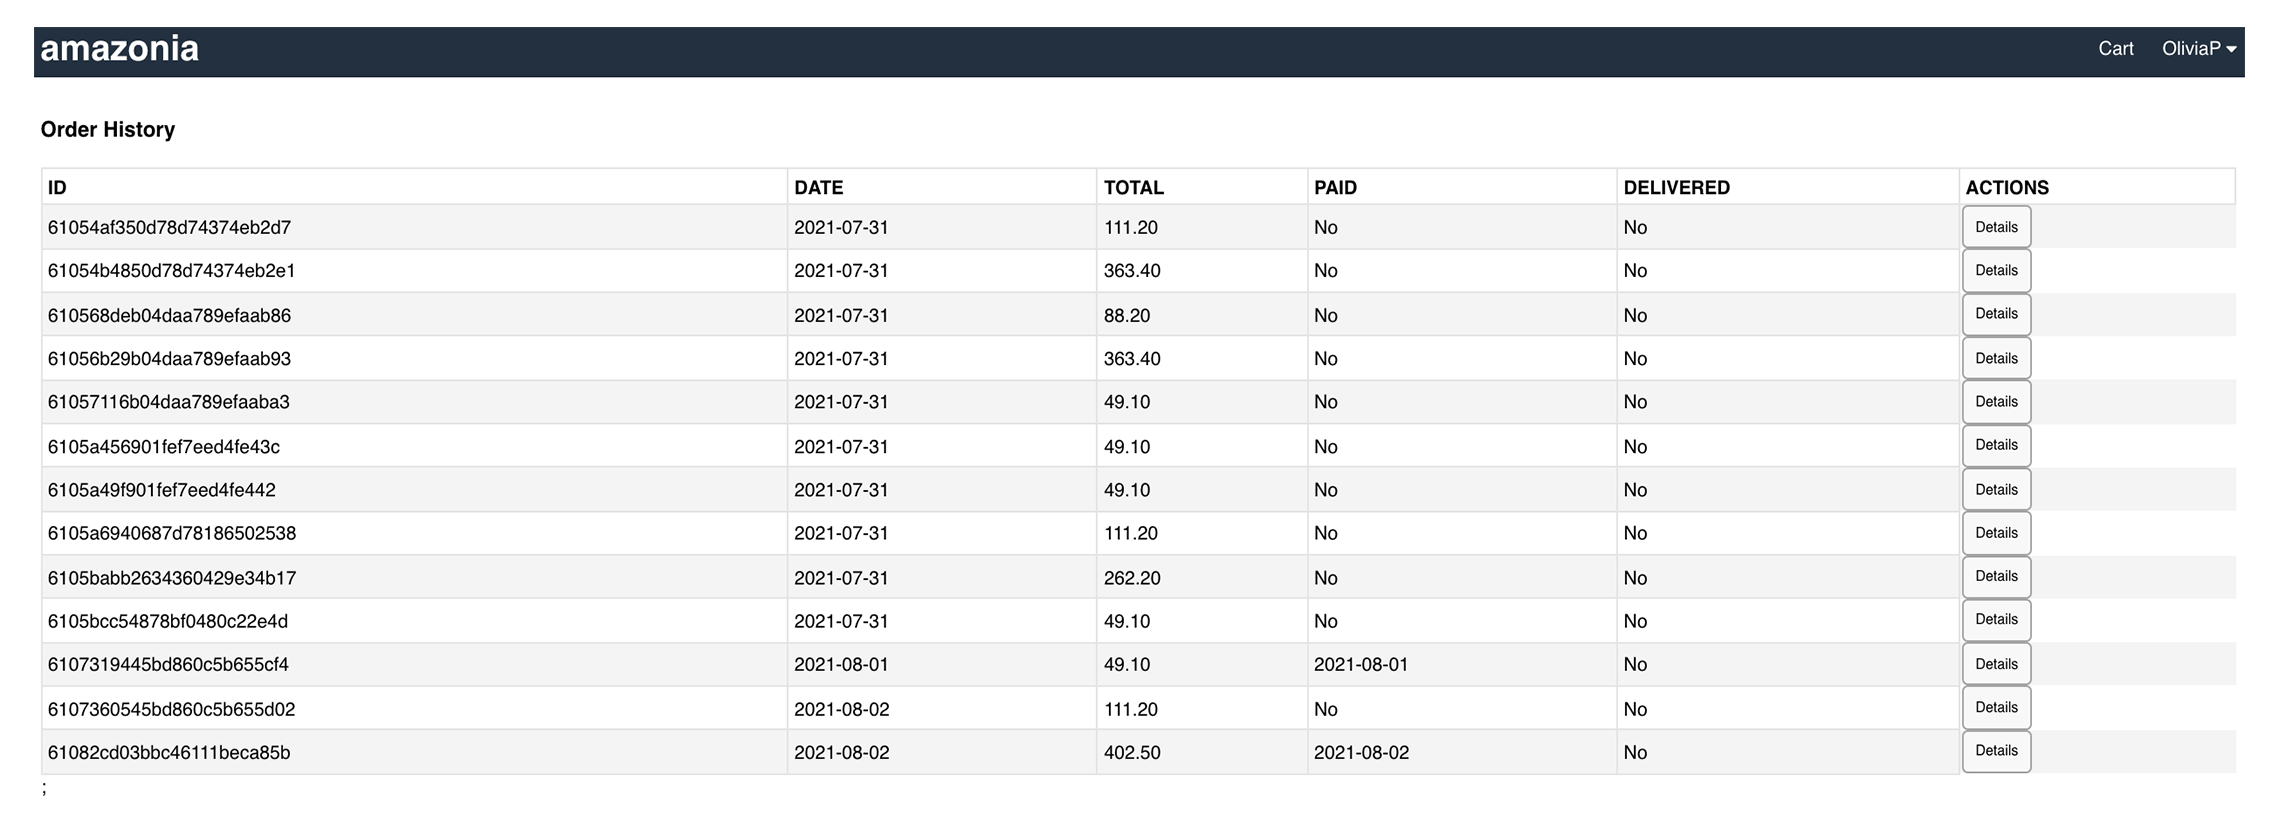 amazonia Cart OliviaP
Order History
ID DATE TOTAL PAID DELIVERED ACTIONS
61054af350d78d74374eb2d7 2021-07-31 111.20 No No Details
61054b4850d78d74374eb2e1 2021-07-31 363.40 No No Details
610568deb04daa789efaab86 2021-07-31 88.20 No No Details
61056b29b04daa789efaab93 2021-07-31 363.40 No No Details
61057116b04daa789efaaba3 2021-07-31 49.10 No No Details
6105a456901fef7eed4fe43c 2021-07-31 49.10 No No Details
6105a49f901fef7eed4fe442 2021-07-31 49.10 No No Details
6105a6940687d78186502538 2021-07-31 111.20 No No Details
6105babb2634360429e34b17 2021-07-31 262.20 No No Details
6105bcc54878bf0480c22e4d 2021-07-31 49.10 No No Details
6107319445bd860c5b655cf4 2021-08-01 49.10 2021-08-01 No Details
6107360545bd860c5b655d02 2021-08-02 111.20 No No Details
61082cd03bbc46111beca85b 2021-08-02 402.50 2021-08-02 No Details
;